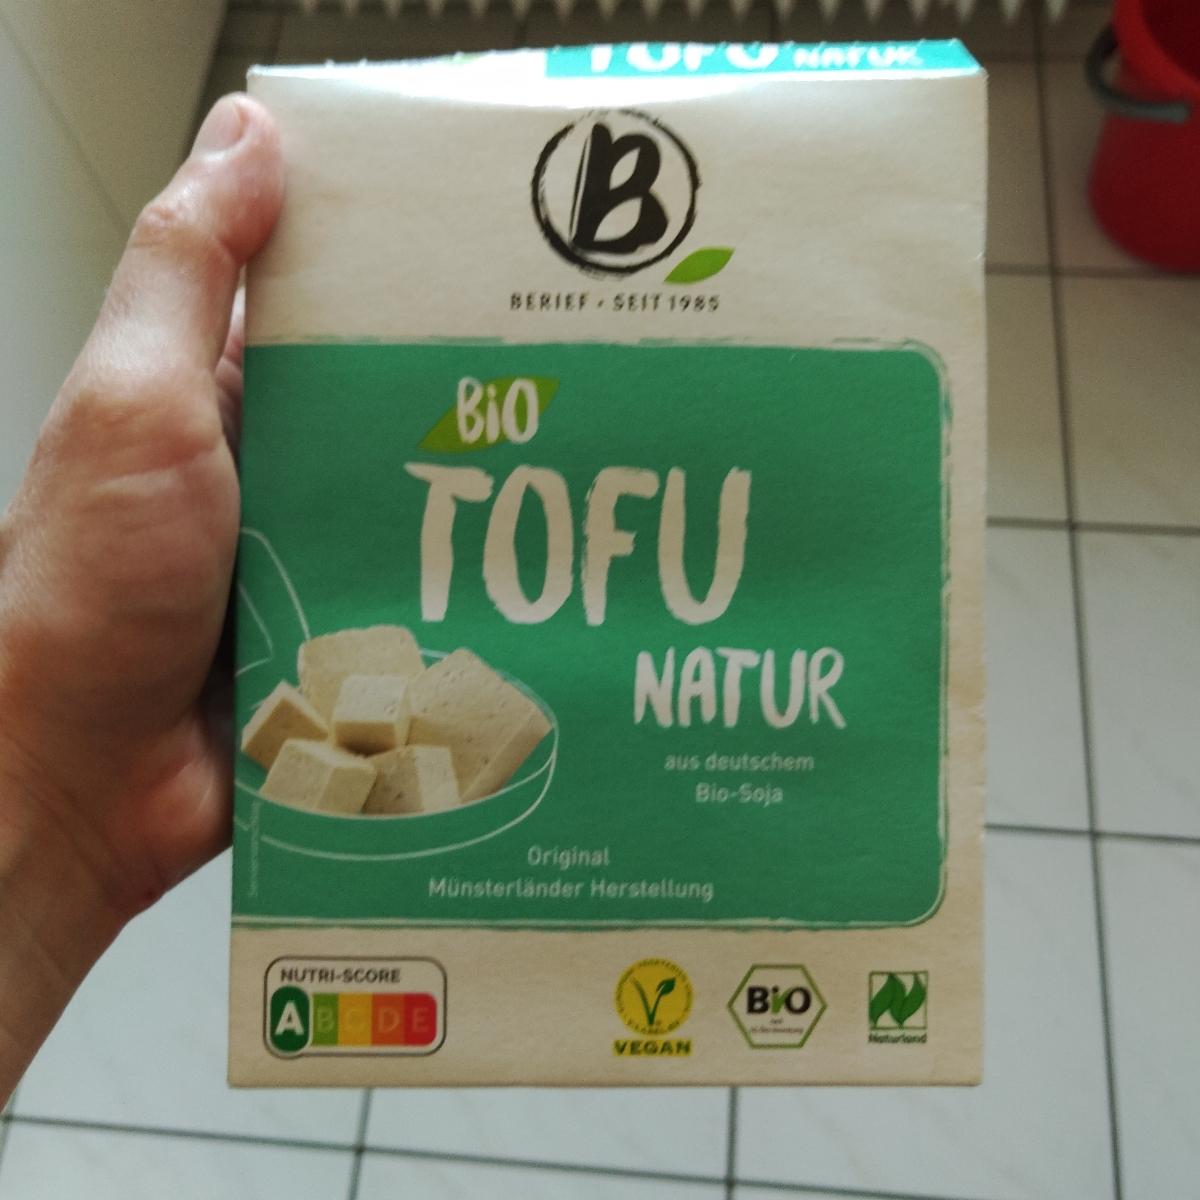 TOFU NATUR
B
BERIEF • SEIT 1985
BiO
TOFU
NATUR
aus deutschem
Bio-Soja
Original
Münsterländer Herstellung
NUTRI-SCORE
A B C D E
V
VEGAN
BiO
Naturland